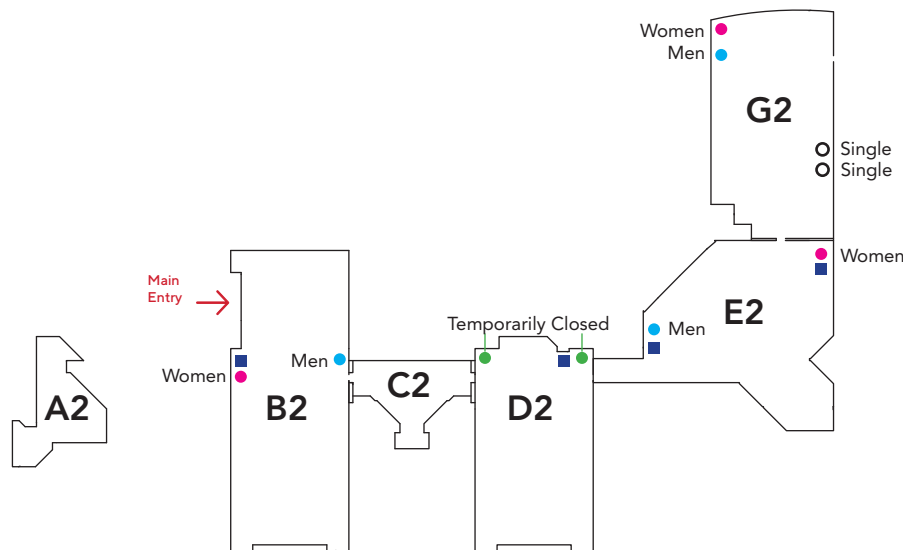 Women
Men
G2
Single
Single
Women
Main
Entry
Temporarily Closed
Men
E2
Men
Women
C2
A2
B2
D2